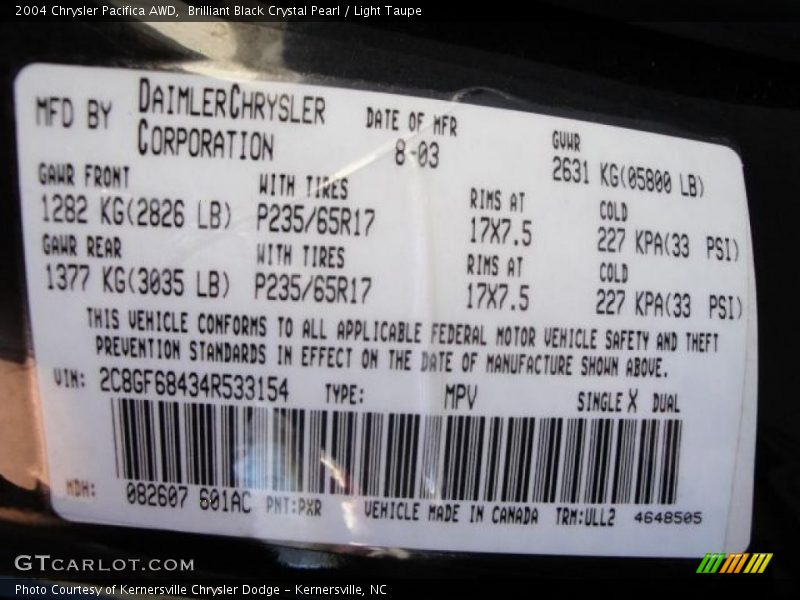 2004 Chrysler Pacifica AWD,  Brilliant Black Crystal Pearl / Light Taupe
MFD BY DAIMLERCHRYSLER CORPORATION
DATE OF MFR 8-03
GVWR 2631 KG(05800 LB)
GAWR FRONT WITH TIRES RIMS AT COLD
1282 KG(2826 LB) P235/65R17 17X7.5 227 KPA(33 PSI)
GAWR REAR WITH TIRES RIMS AT COLD
1377 KG(3035 LB) P235/65R17 17X7.5 227 KPA(33 PSI)
THIS VEHICLE CONFORMS TO ALL APPLICABLE FEDERAL MOTOR VEHICLE SAFETY AND THEFT
PREVENTION STANDARDS IN EFFECT ON THE DATE OF MANUFACTURE SHOWN ABOVE.
VIN: 2C8GF68434R533154 TYPE: MPV SINGLE X DUAL
MDH: 082607 601AC PNT:PXR VEHICLE MADE IN CANADA TRM:ULL2 4648505
GTCARLOT.COM
Photo Courtesy of Kernersville Chrysler Dodge - Kernersville, NC